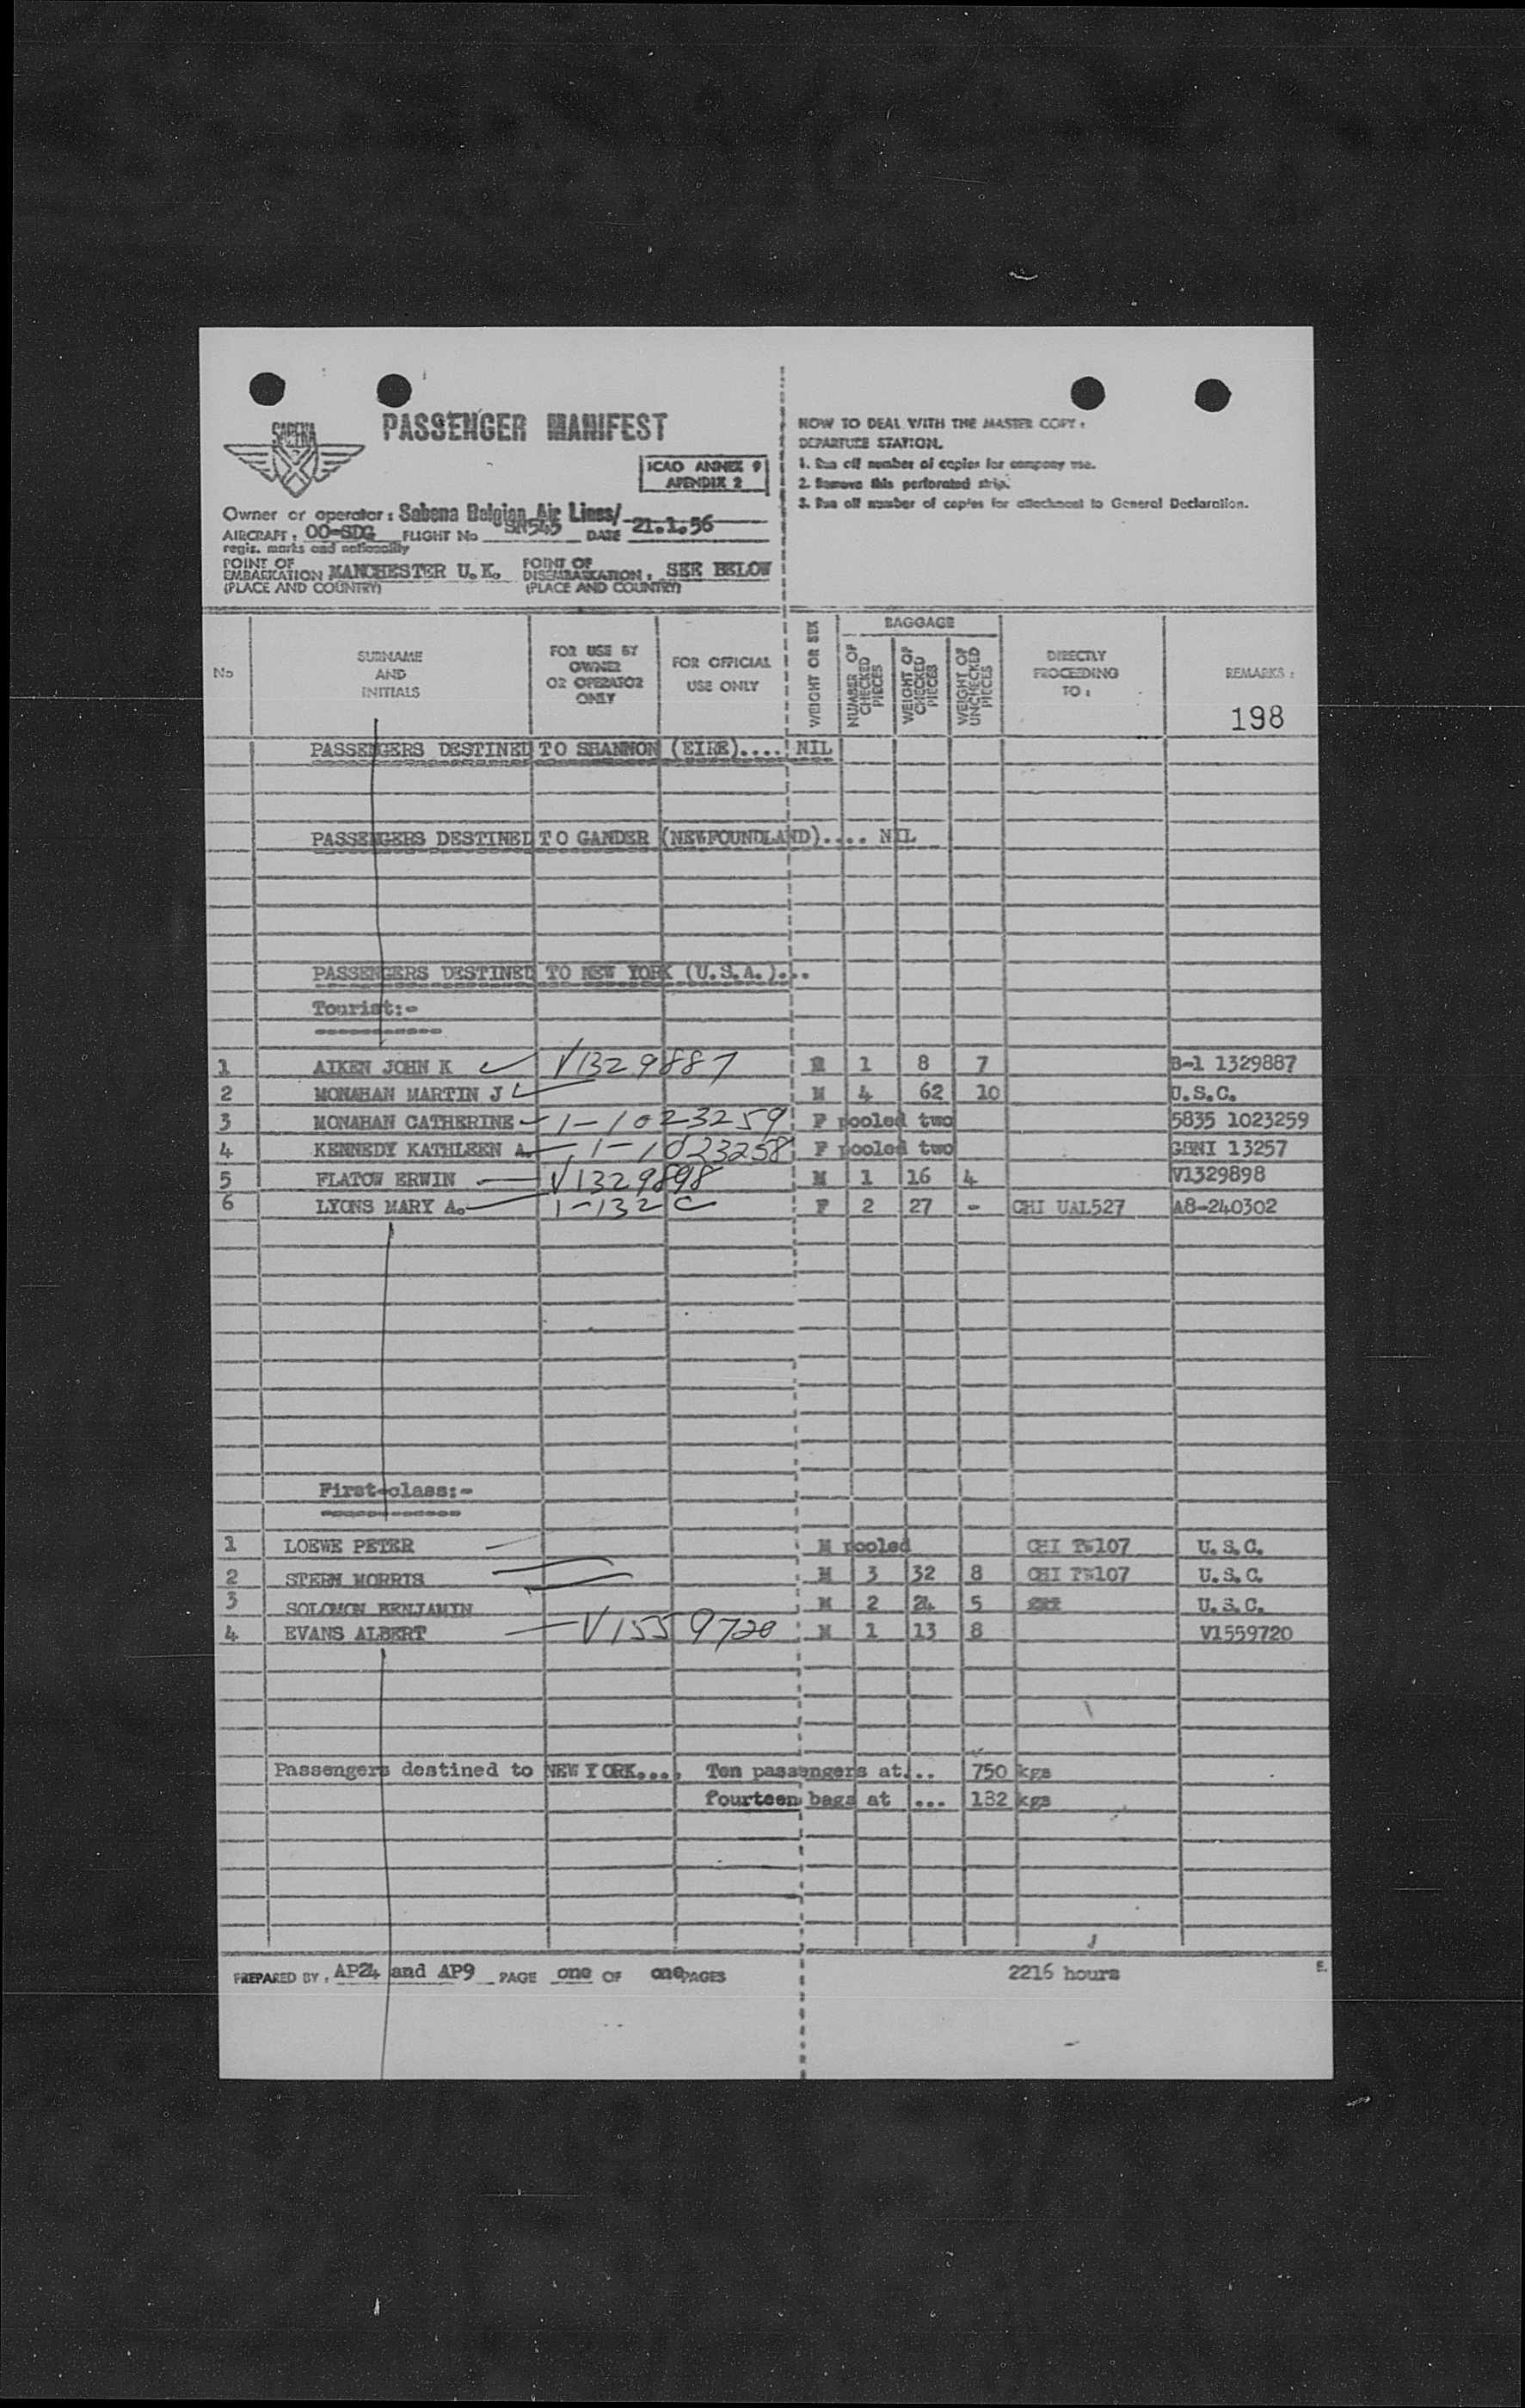 SABENA
PASSENGER MANIFEST
ICAO ANNEX 9
APENDIX 2
Owner or operator: Sabena Belgian Air Lines/
AIRCRAFT: OO-SDG FLIGHT No SN545 DATE 21.1.56
regis. marks and nationality
POINT OF EMBARKATION MANCHESTER U.K. POINT OF DISEMBARKATION: SEE BELOW
(PLACE AND COUNTRY) (PLACE AND COUNTRY)
HOW TO DEAL WITH THE MASTER COPY:
DEPARTURE STATION.
1. Run off number of copies for company use.
2. Remove this perforated strip.
3. Run off number of copies for attachment to General Declaration.
No
SURNAME AND INITIALS
FOR USE BY OWNER OR OPERATOR ONLY
FOR OFFICIAL USE ONLY
WEIGHT OR SEX
BAGGAGE
NUMBER OF CHECKED PIECES
WEIGHT OF CHECKED PIECES
WEIGHT OF UNCHECKED PIECES
DIRECTLY PROCEEDING TO:
REMARKS:
198
PASSENGERS DESTINED TO SHANNON (EIRE).... NIL
PASSENGERS DESTINED TO GANDER (NEWFOUNDLAND).... NIL
PASSENGERS DESTINED TO NEW YORK (U.S.A.)...
Tourist:-
1 AIKEN JOHN K V1329887 M 1 8 7 B-1 1329887
2 MONAHAN MARTIN J M 4 62 10 U.S.C.
3 MONAHAN CATHERINE 1-1023259 F pooled two 5835 1023259
4 KENNEDY KATHLEEN A. 1-1023258 F pooled two 13257
5 FLATOW ERWIN V1329898 M 1 16 4 V1329898
6 LYONS MARY A. 1-132 C F 2 27 - CHI UAL527 A8-240302
First-class:-
1 LOEWE PETER M pooled CHI TW107 U.S.C.
2 STERN MORRIS M 3 32 8 CHI TW107 U.S.C.
3 SOLOMON BENJAMIN M 2 24 5 U.S.C.
4 EVANS ALBERT V1559720 M 1 13 8 V1559720
Passengers destined to NEW YORK.... Ten passengers at... 750 kgs
fourteen bags at ... 182 kgs
PREPARED BY: AP24 and AP9 PAGE one OF one PAGES
2216 hours
E.